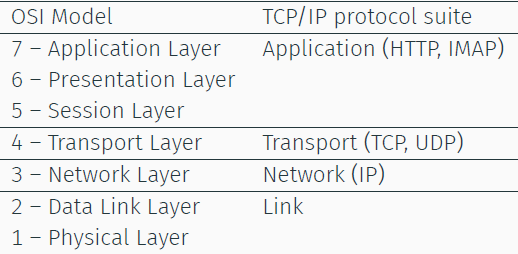 OSI Model TCP/IP protocol suite
7 – Application Layer Application (HTTP, IMAP)
6 – Presentation Layer
5 – Session Layer
4 – Transport Layer Transport (TCP, UDP)
3 – Network Layer Network (IP)
2 – Data Link Layer Link
1 – Physical Layer